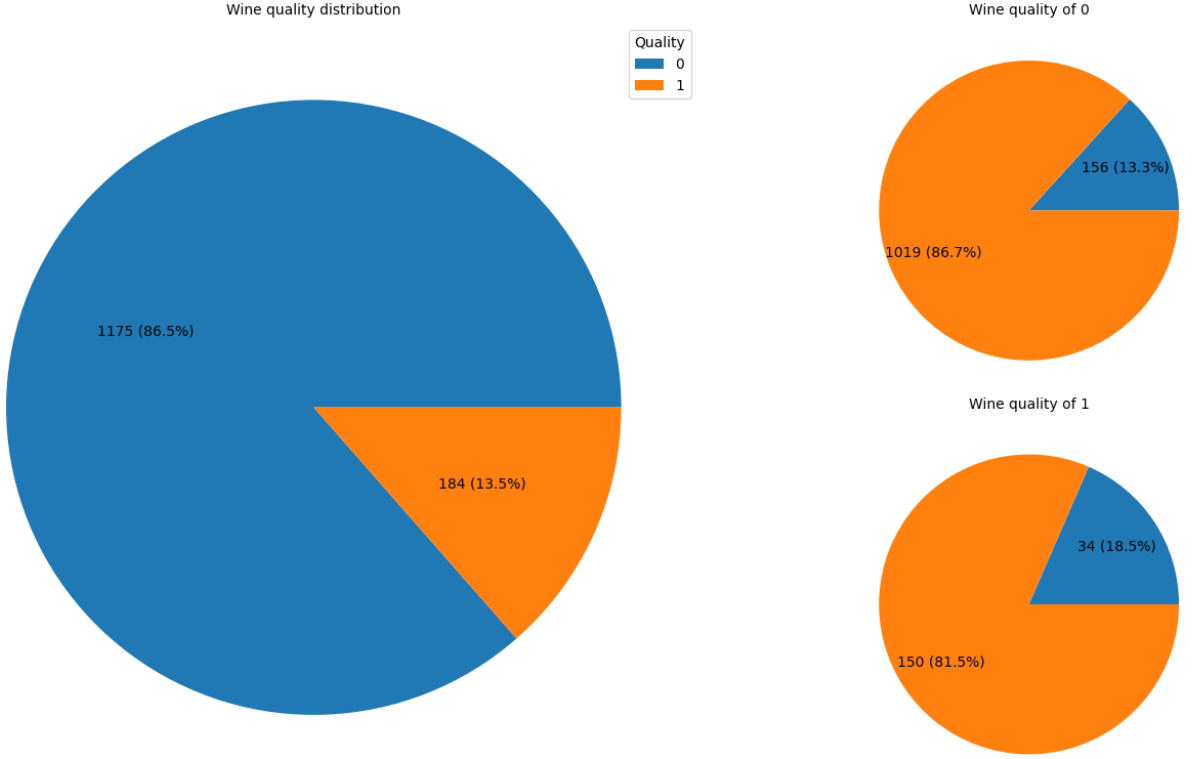 Wine quality distribution
Quality
0
1
1175 (86.5%)
184 (13.5%)
Wine quality of 0
156 (13.3%)
1019 (86.7%)
Wine quality of 1
34 (18.5%)
150 (81.5%)